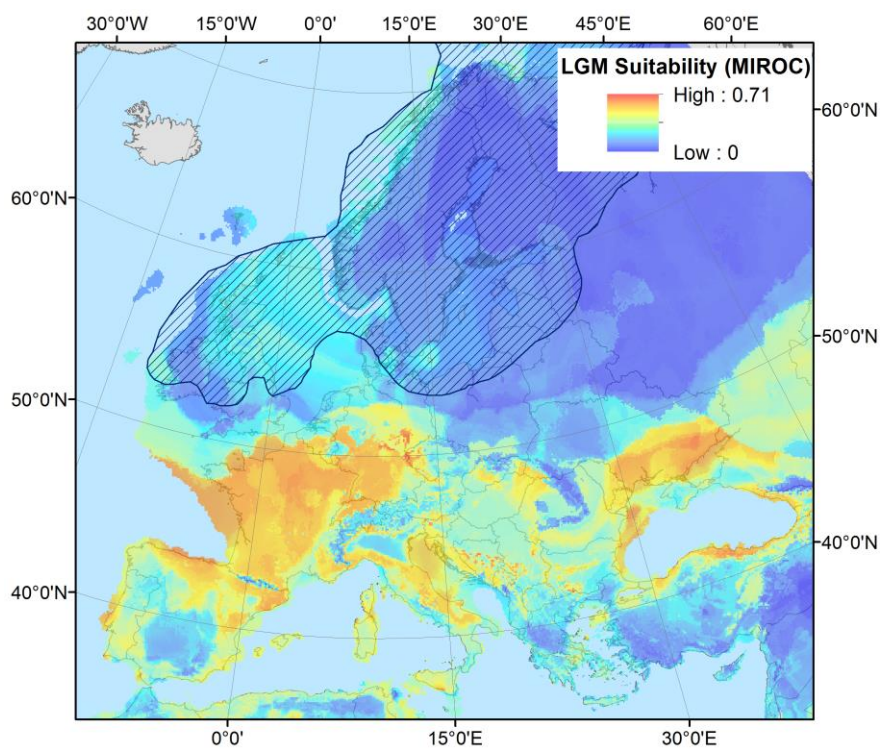 30°0'W 15°0'W 0°0' 15°0'E 30°0'E 45°0'E 60°0'E
LGM Suitability (MIROC)
High : 0.71
Low : 0
60°0'N
60°0'N
50°0'N
50°0'N
40°0'N
40°0'N
0°0' 15°0'E 30°0'E